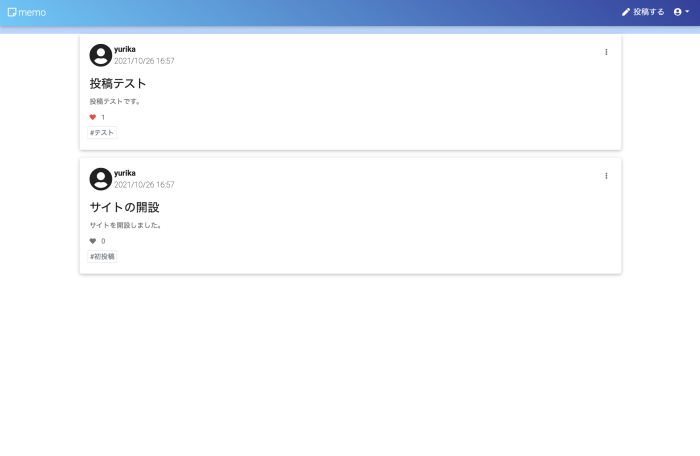 memo
投稿する
yurika
2021/10/26 16:57
投稿テスト
投稿テストです。
1
#テスト
yurika
2021/10/26 16:57
サイトの開設
サイトを開設しました。
0
#初投稿